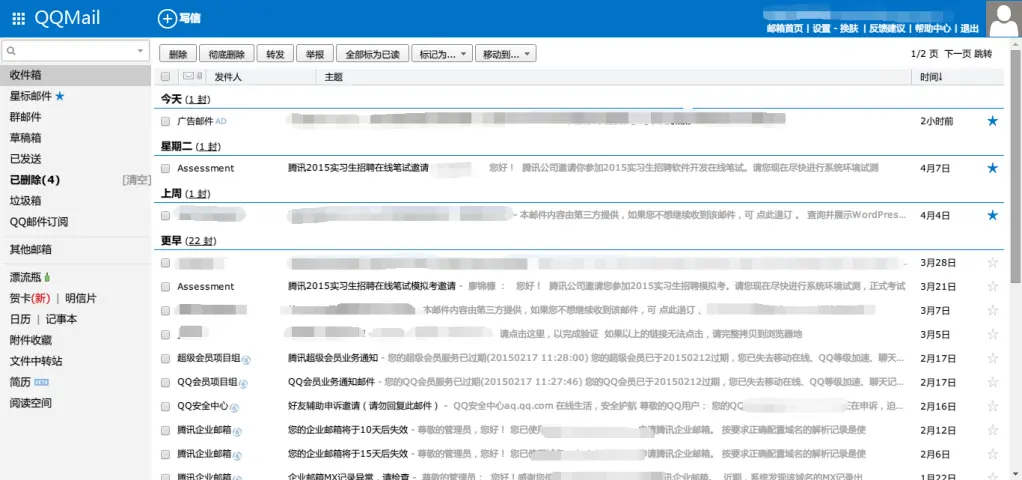 QQMail 写信
邮箱首页 | 设置 - 换肤 | 反馈建议 | 帮助中心 | 退出
删除 彻底删除 转发 举报 全部标为已读 标记为... 移动到... 1/2 页 下一页 跳转
收件箱
星标邮件
群邮件
草稿箱
已发送
已删除(4) [清空]
垃圾箱
QQ邮件订阅
其他邮箱
漂流瓶
贺卡(新) | 明信片
日历 | 记事本
附件收藏
文件中转站
简历
阅读空间
发件人 主题 时间↓
今天 (1 封)
广告邮件 AD 2小时前
星期二 (1 封)
Assessment 腾讯2015实习生招聘在线笔试邀请 您好！ 腾讯公司邀请你参加2015实习生招聘软件开发在线笔试。请您现在尽快进行系统环境测试 4月7日
上周 (1 封)
- 本邮件内容由第三方提供，如果您不想继续收到该邮件，可 点此退订 。 查询并展示WordPres... 4月4日
更早 (22 封)
3月28日
Assessment 腾讯2015实习生招聘在线笔试模拟考邀请 - 廖锦樟 ： 您好！ 腾讯公司邀请您参加2015实习生招聘模拟考。请您现在尽快进行系统环境测试，正式考试 3月21日
本邮件内容由第三方提供，如果您不想继续收到该邮件，可 点此退订 、 3月7日
请点击这里，以完成验证 如果以上的链接无法点击，请完整拷贝到浏览器地 3月5日
超级会员项目组 腾讯超级会员业务通知 - 您的超级会员服务已过期(20150217 11:28:00) 您的超级会员已于20150212过期，您已失去移动在线、QQ等级加速、聊天... 2月17日
QQ会员项目组 QQ会员业务通知邮件 - 您的QQ会员服务已过期(20150217 11:27:46) 您的QQ会员已于20150212过期，您已失去移动在线、QQ等级加速、聊天记... 2月17日
QQ安全中心 好友辅助申诉邀请（请勿回复此邮件） - QQ安全中心aq.qq.com 在线生活，安全护航 尊敬的QQ用户： 您的QQ 正在申诉，追... 2月16日
腾讯企业邮箱 您的企业邮箱将于10天后失效 - 尊敬的管理员，您好！ 您已使用 申请腾讯企业邮箱。 按要求正确配置域名的解析记录是使 2月12日
腾讯企业邮箱 您的企业邮箱将于15天后失效 - 尊敬的管理员，您好！ 您已使 腾讯企业邮箱。 按要求正确配置域名的解析记录是使 2月6日
腾讯企业邮箱 企业邮箱MX记录异常，请检查 - 尊敬的管理员： 您好！感谢您 讯企业邮箱。 近期，系统发现该域名的MX记录出 1月22日